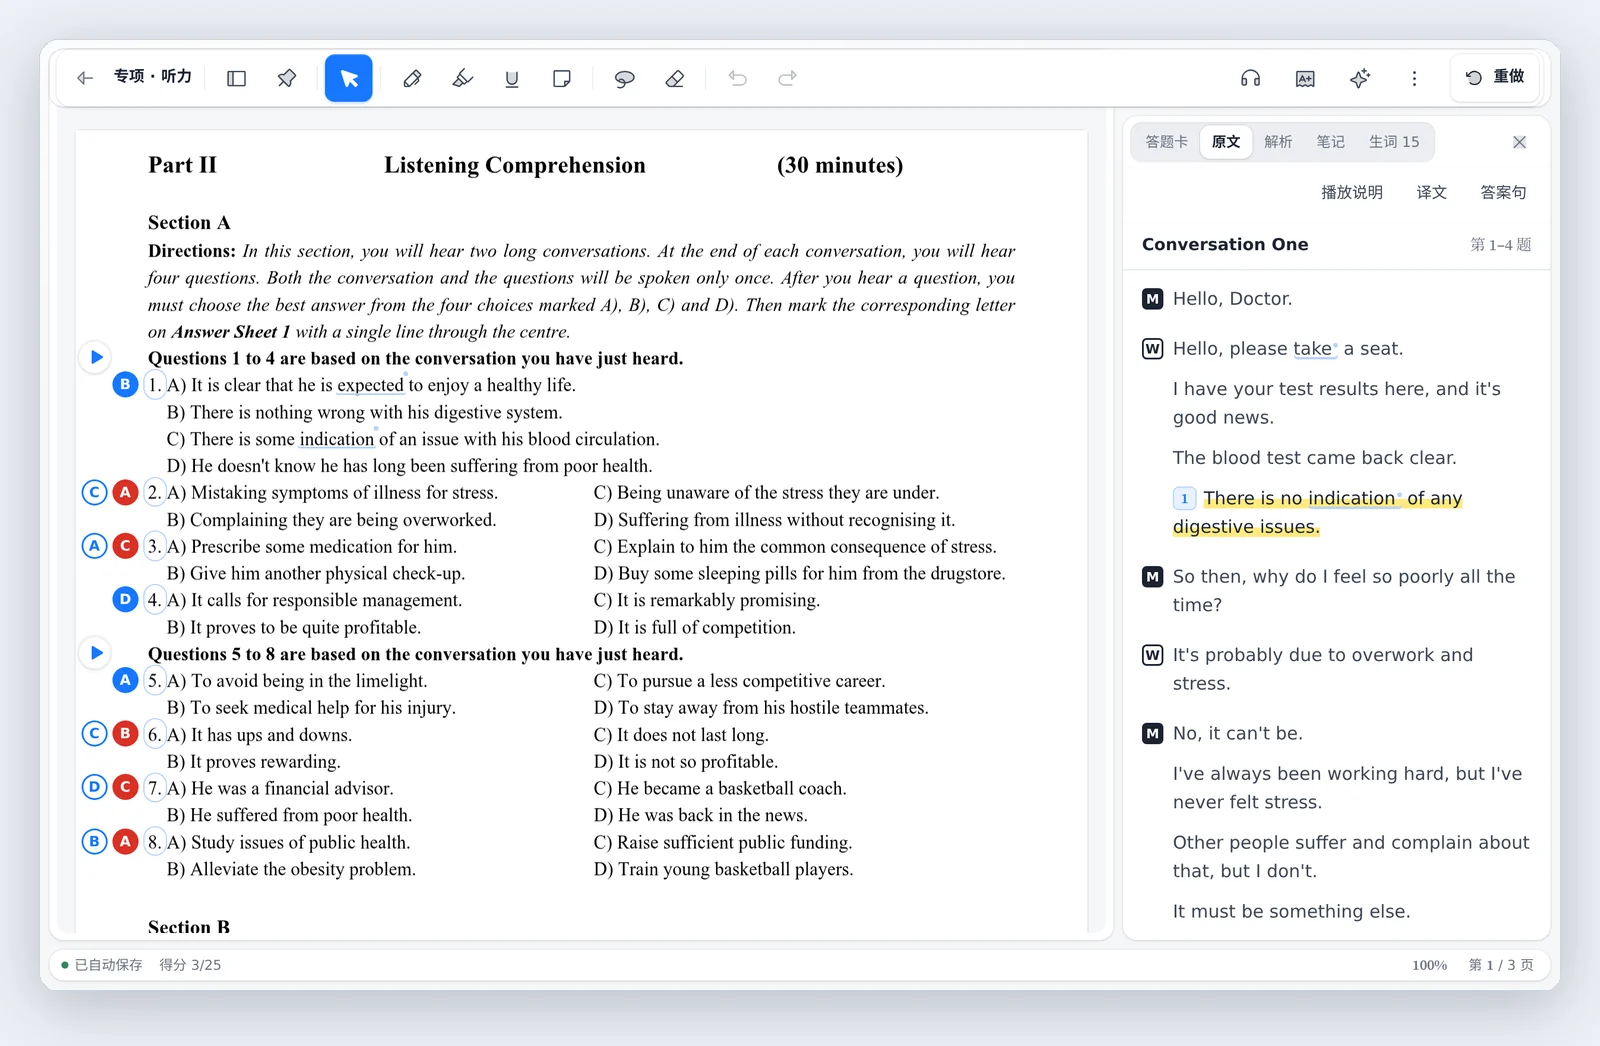 专项 · 听力
重做
Part II Listening Comprehension (30 minutes)
Section A
Directions: In this section, you will hear two long conversations. At the end of each conversation, you will hear
four questions. Both the conversation and the questions will be spoken only once. After you hear a question, you
must choose the best answer from the four choices marked A), B), C) and D). Then mark the corresponding letter
on Answer Sheet 1 with a single line through the centre.
Questions 1 to 4 are based on the conversation you have just heard.
B 1. A) It is clear that he is expected to enjoy a healthy life.
B) There is nothing wrong with his digestive system.
C) There is some indication of an issue with his blood circulation.
D) He doesn't know he has long been suffering from poor health.
C A 2. A) Mistaking symptoms of illness for stress. C) Being unaware of the stress they are under.
B) Complaining they are being overworked. D) Suffering from illness without recognising it.
A C 3. A) Prescribe some medication for him. C) Explain to him the common consequence of stress.
B) Give him another physical check-up. D) Buy some sleeping pills for him from the drugstore.
D 4. A) It calls for responsible management. C) It is remarkably promising.
B) It proves to be quite profitable. D) It is full of competition.
Questions 5 to 8 are based on the conversation you have just heard.
A 5. A) To avoid being in the limelight. C) To pursue a less competitive career.
B) To seek medical help for his injury. D) To stay away from his hostile teammates.
C B 6. A) It has ups and downs. C) It does not last long.
B) It proves rewarding. D) It is not so profitable.
D C 7. A) He was a financial advisor. C) He became a basketball coach.
B) He suffered from poor health. D) He was back in the news.
B A 8. A) Study issues of public health. C) Raise sufficient public funding.
B) Alleviate the obesity problem. D) Train young basketball players.
Section B
答题卡 原文 解析 笔记 生词 15
播放说明 译文 答案句
Conversation One 第 1–4 题
M Hello, Doctor.
W Hello, please take a seat.
I have your test results here, and it's
good news.
The blood test came back clear.
1 There is no indication of any
digestive issues.
M So then, why do I feel so poorly all the
time?
W It's probably due to overwork and
stress.
M No, it can't be.
I've always been working hard, but I've
never felt stress.
Other people suffer and complain about
that, but I don't.
It must be something else.
已自动保存 得分 3/25
100% 第 1 / 3 页